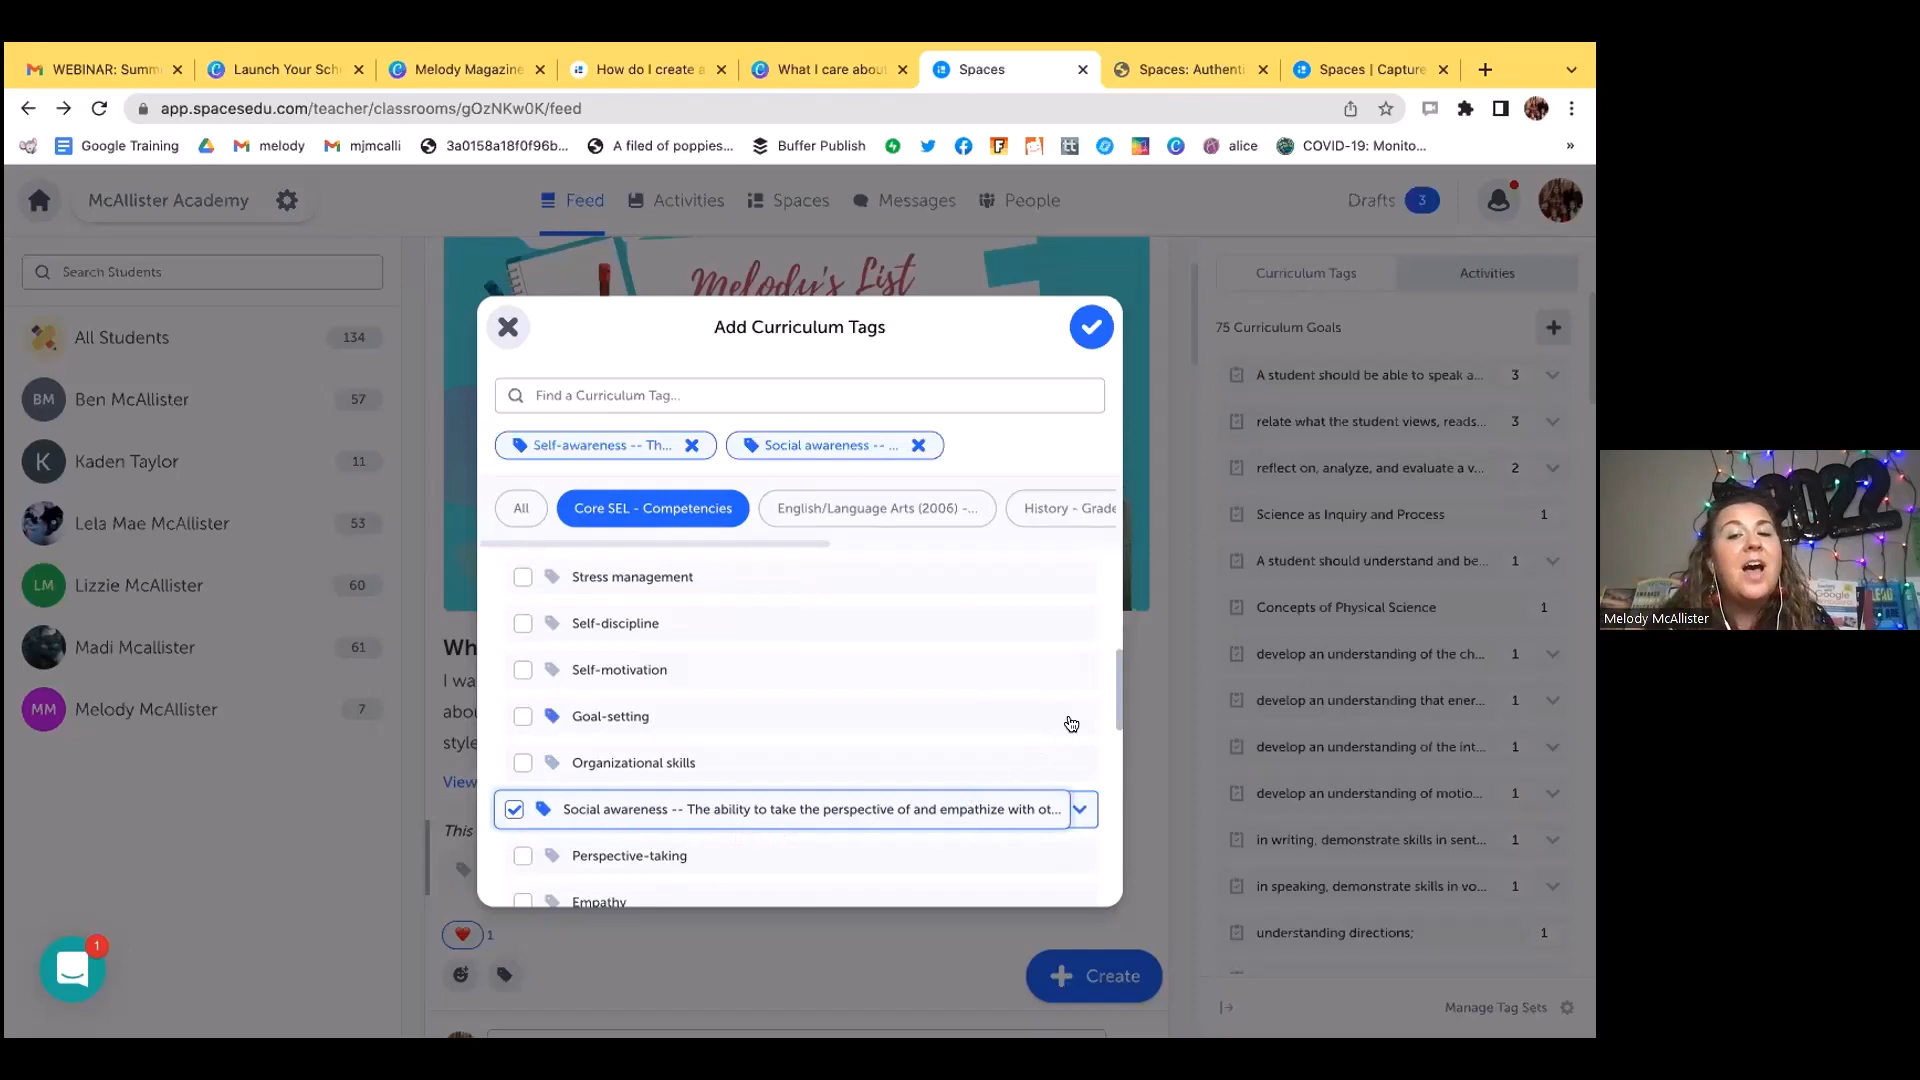 WEBINAR: Summ
Launch Your Sch
Melody Magazine
How do I create a
What I care about
Spaces
Spaces: Authenti
Spaces | Capture
app.spacesedu.com/teacher/classrooms/gOzNKw0K/feed
Google Training
melody
mjmcalli
3a0158a18f0f96b...
A filed of poppies...
Buffer Publish
alice
COVID-19: Monito...
»
McAllister Academy
Feed
Activities
Spaces
Messages
People
Drafts 3
Search Students
All Students 134
BM Ben McAllister 57
K Kaden Taylor 11
Lela Mae McAllister 53
LM Lizzie McAllister 60
Madi Mcallister 61
MM Melody McAllister 7
1
Melody's List
Wh
I wa
abou
style
View
This
1
Add Curriculum Tags
Find a Curriculum Tag...
Self-awareness -- Th...
Social awareness -- ...
All
Core SEL - Competencies
English/Language Arts (2006) -...
History - Grade
Stress management
Self-discipline
Self-motivation
Goal-setting
Organizational skills
Social awareness -- The ability to take the perspective of and empathize with ot...
Perspective-taking
Empathy
Create
Curriculum Tags
Activities
75 Curriculum Goals
A student should be able to speak a... 3
relate what the student views, reads... 3
reflect on, analyze, and evaluate a v... 2
Science as Inquiry and Process 1
A student should understand and be... 1
Concepts of Physical Science 1
develop an understanding of the ch... 1
develop an understanding that ener... 1
develop an understanding of the int... 1
develop an understanding of motio... 1
in writing, demonstrate skills in sent... 1
in speaking, demonstrate skills in vo... 1
understanding directions; 1
Manage Tag Sets
2022
Melody McAllister